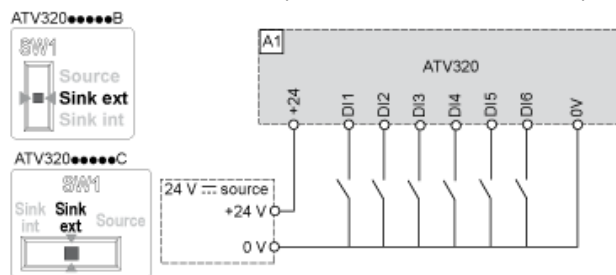 ATV320●●●●●B
SW1
Source
Sink ext
Sink int
ATV320●●●●●C
SW1
Sink int
Sink ext
Source
A1
ATV320
+24
DI1
DI2
DI3
DI4
DI5
DI6
0V
24 V ⎓ source
+24 V
0 V